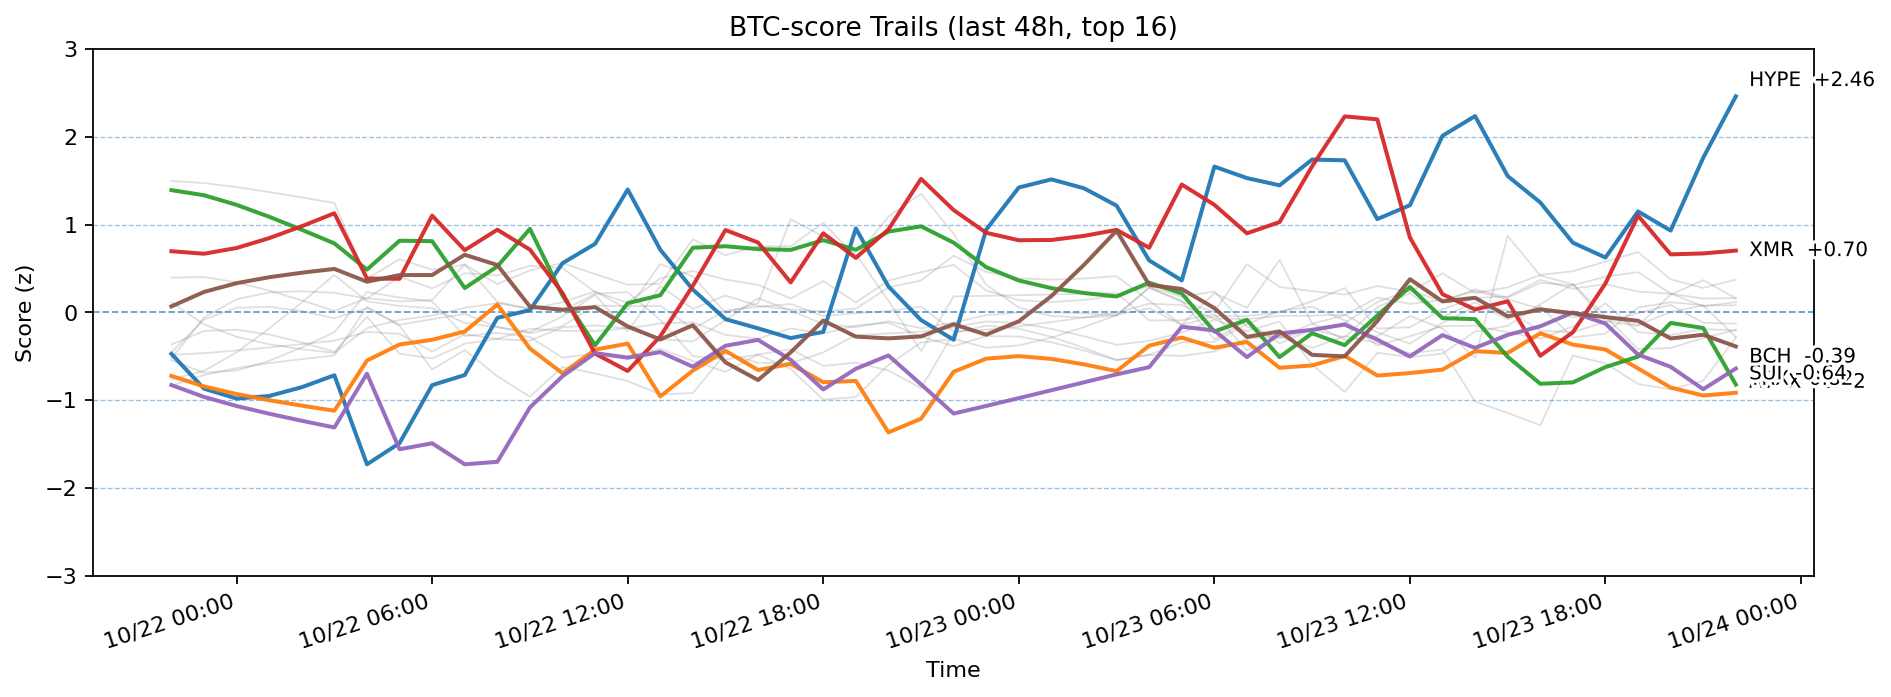 BTC-score Trails (last 48h, top 16)
3
2
1
0
−1
−2
−3
Score (z)
HYPE +2.46
XMR +0.70
BCH -0.39
SUI -0.64
10/22 00:00
10/22 06:00
10/22 12:00
10/22 18:00
10/23 00:00
10/23 06:00
10/23 12:00
10/23 18:00
10/24 00:00
Time